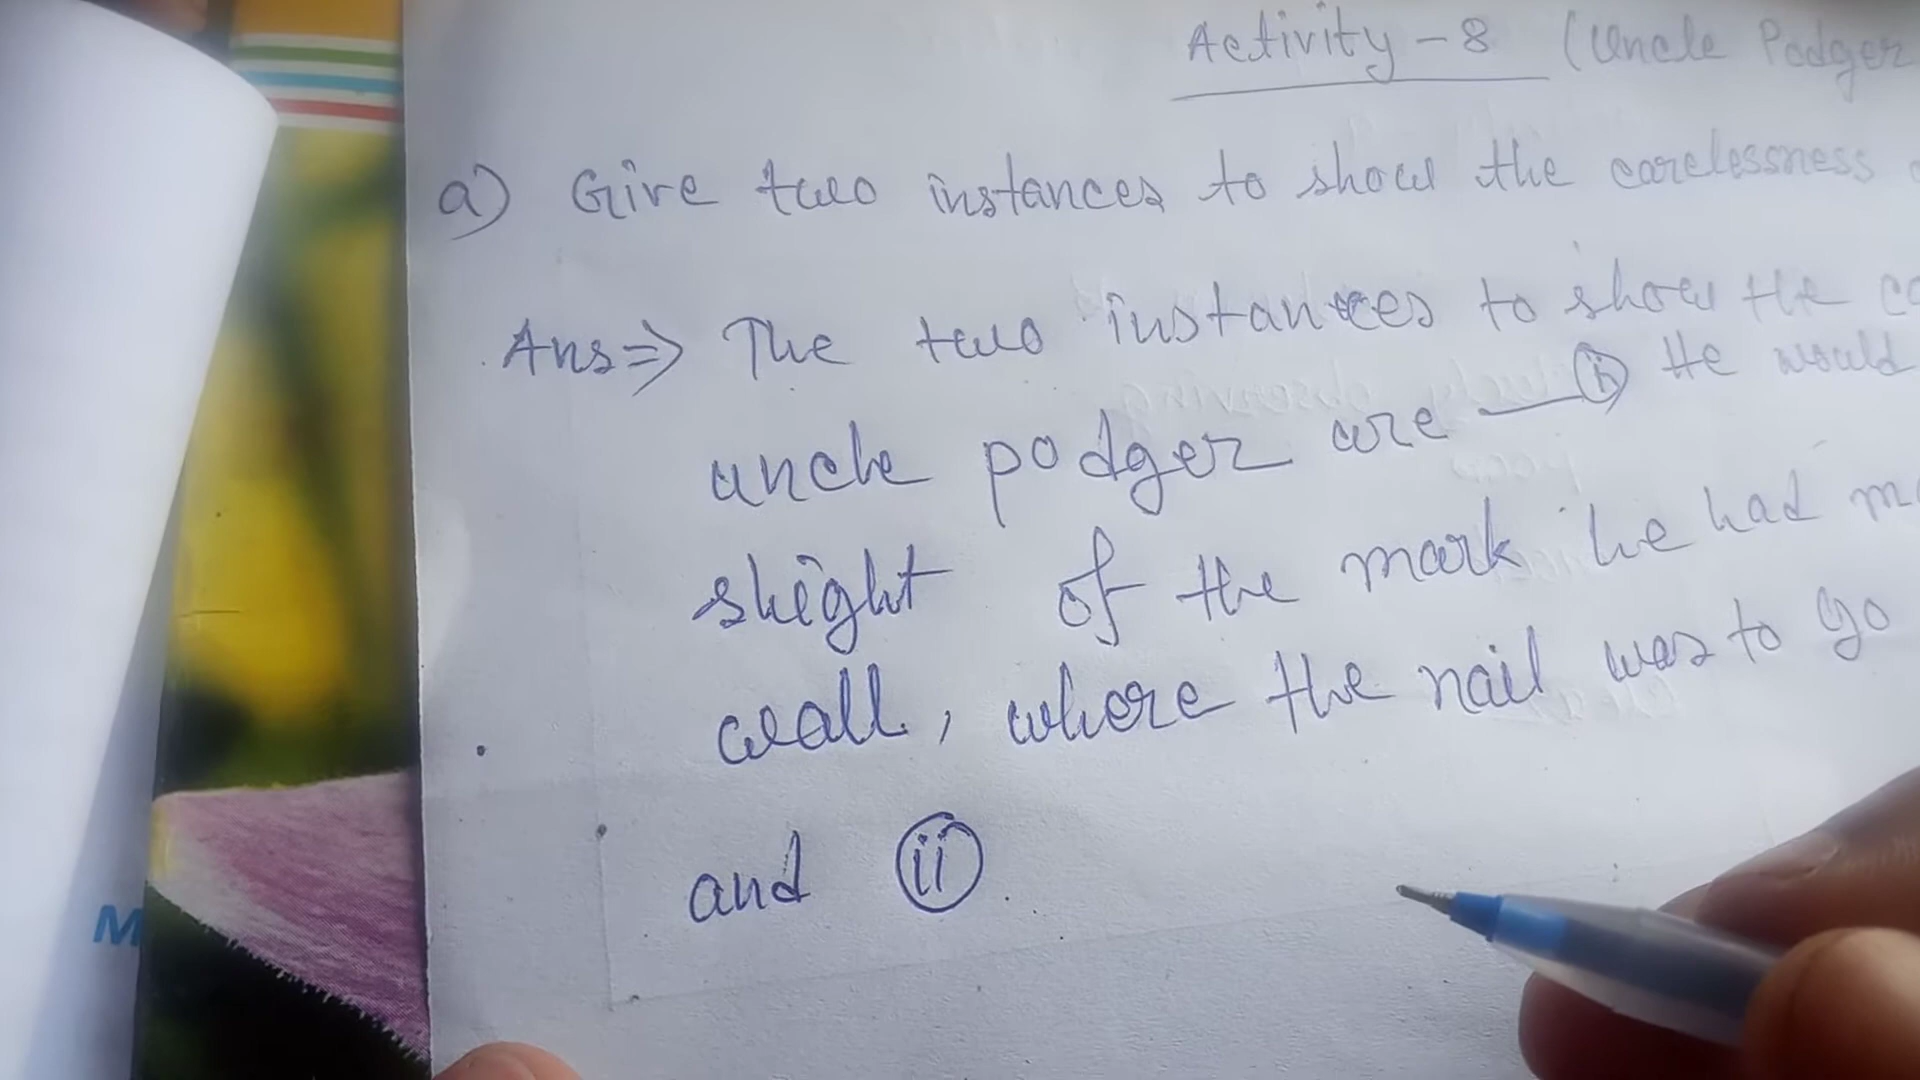 Activity - 8 (Uncle Podger
a) Give two instances to show the carelessness
Ans⇒ The two instances to show the
uncle podger are — (i) He would
slight of the mark he had
wall, where the nail was to go
and (ii)
M